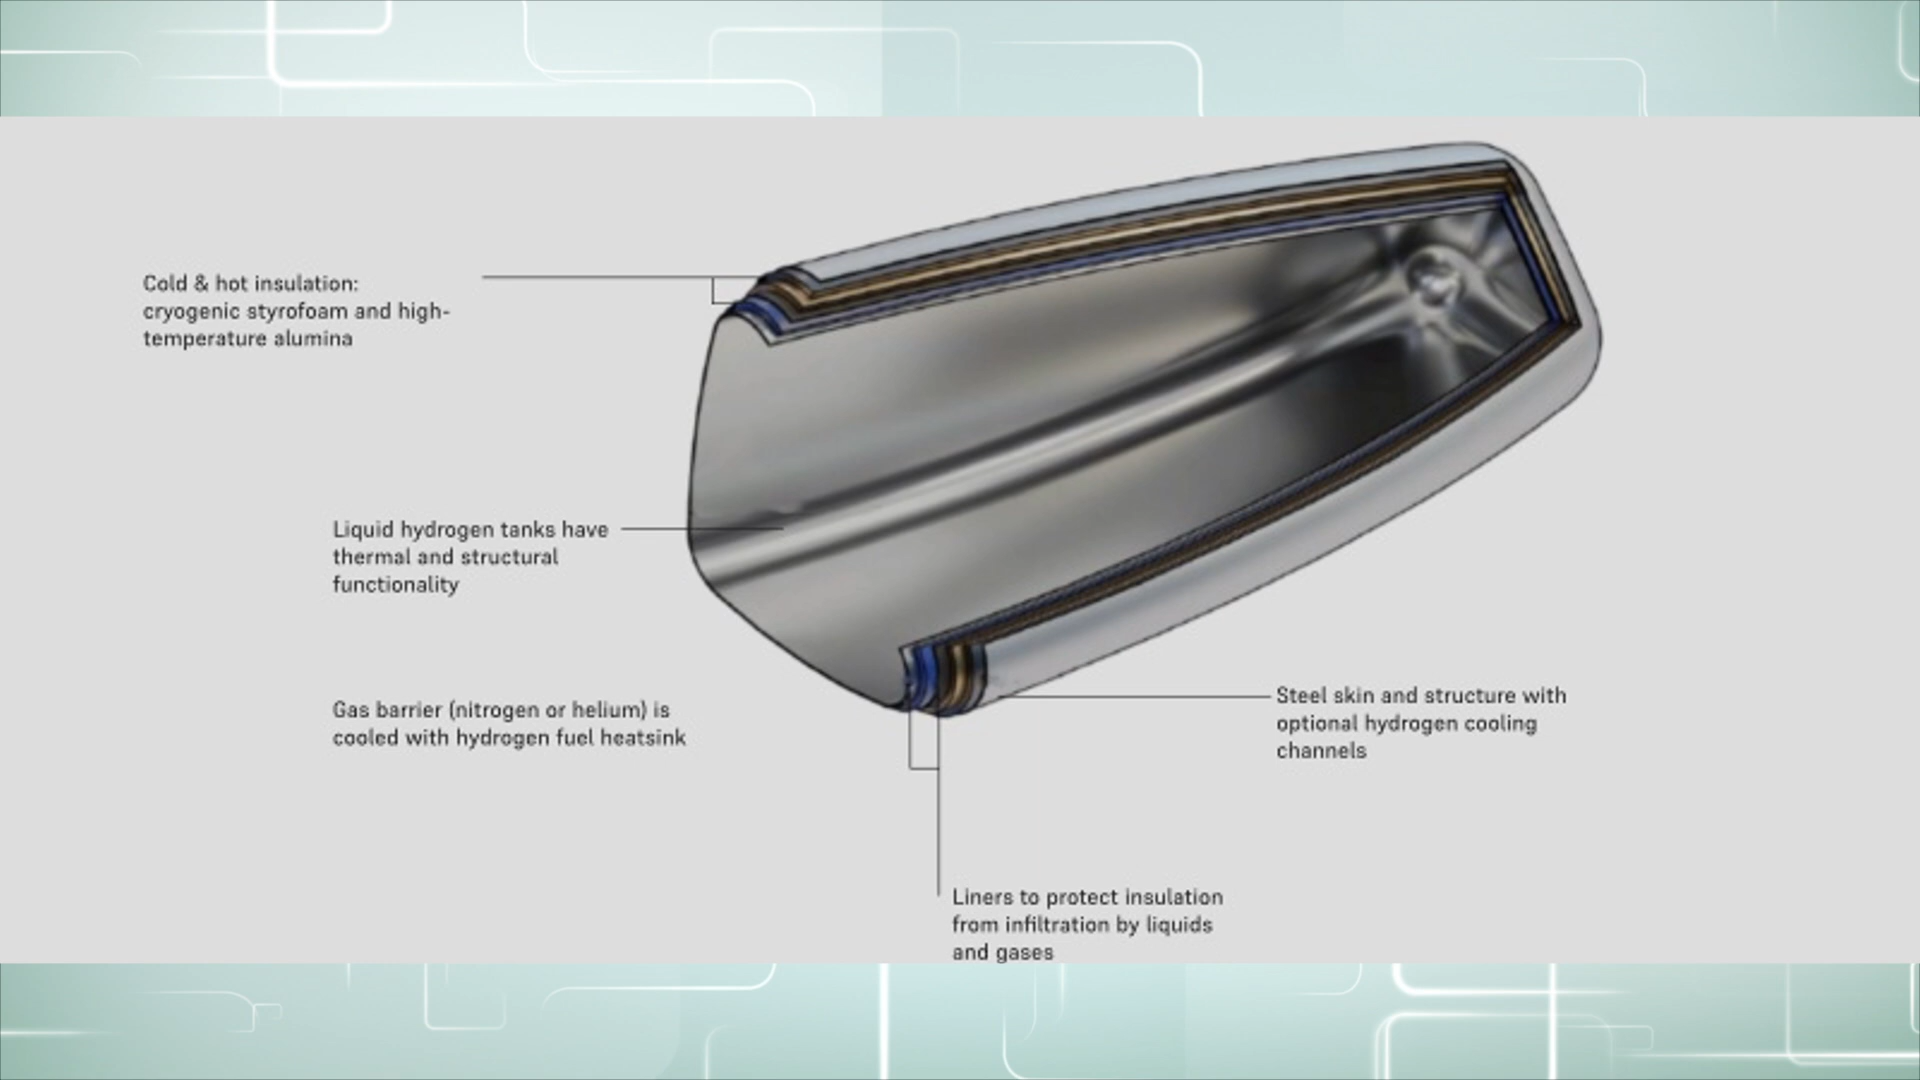 Cold & hot insulation:
cryogenic styrofoam and high-
temperature alumina
Liquid hydrogen tanks have
thermal and structural
functionality
Gas barrier (nitrogen or helium) is
cooled with hydrogen fuel heatsink
Steel skin and structure with
optional hydrogen cooling
channels
Liners to protect insulation
from infiltration by liquids
and gases